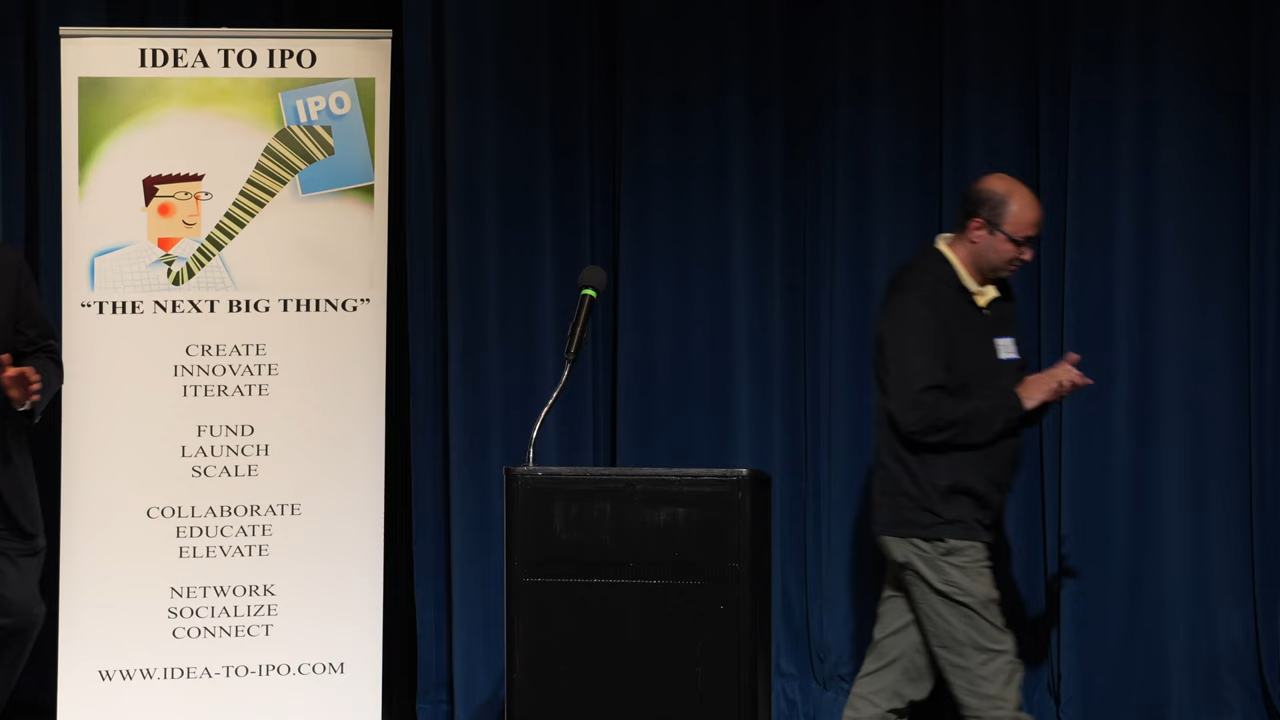 IDEA TO IPO
IPO
“THE NEXT BIG THING”
CREATE
INNOVATE
ITERATE
FUND
LAUNCH
SCALE
COLLABORATE
EDUCATE
ELEVATE
NETWORK
SOCIALIZE
CONNECT
WWW.IDEA-TO-IPO.COM